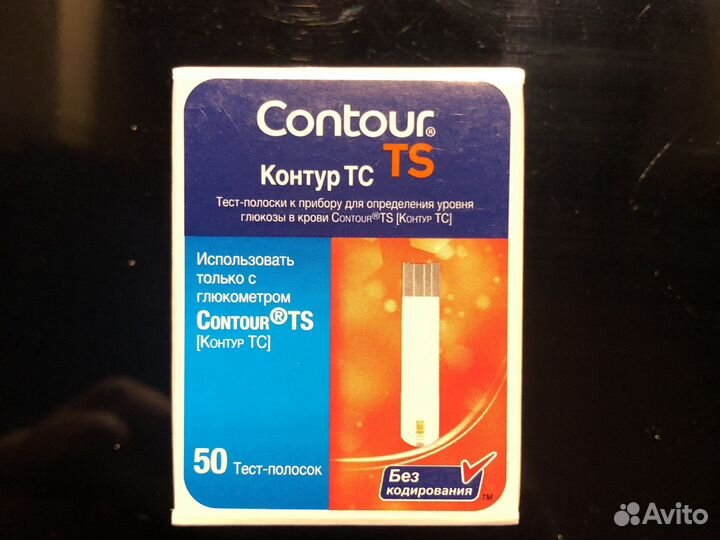 Contour®
TS
Контур ТС
Тест-полоски к прибору для определения уровня
глюкозы в крови CONTOUR®TS [КОНТУР ТС]
Использовать
только с
глюкометром
CONTOUR®TS
[КОНТУР ТС]
50 Тест-полосок
Без
кодирования
TM
Avito